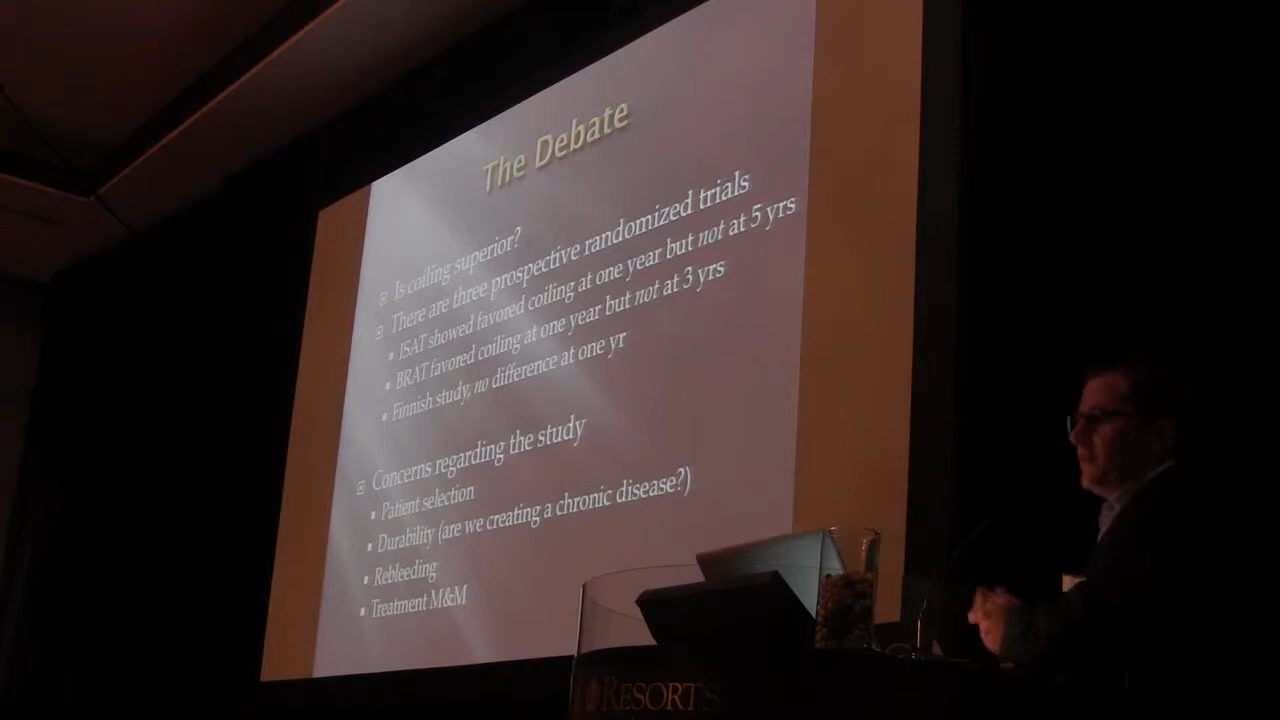 The Debate
Is coiling superior?
There are three prospective randomized trials
ISAT showed favored coiling at one year but not at 5 yrs
BRAT favored coiling at one year but not at 3 yrs
Finnish study, no difference at one yr
Concerns regarding the study
Patient selection
Durability (are we creating a chronic disease?)
Rebleeding
Treatment M&M
RESORTS